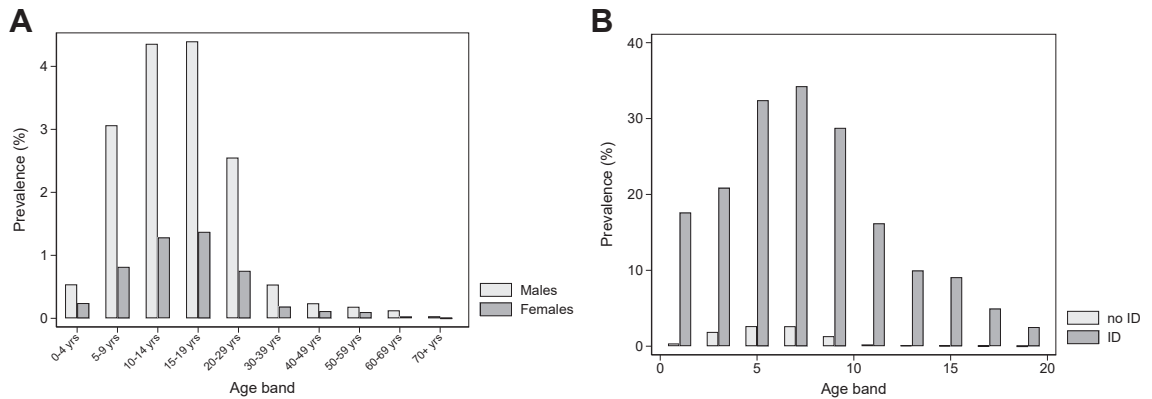 A
Prevalence (%)
4
3
2
1
0
0-4 yrs
5-9 yrs
10-14 yrs
15-19 yrs
20-29 yrs
30-39 yrs
40-49 yrs
50-59 yrs
60-69 yrs
70+ yrs
Age band
Males
Females
B
Prevalence (%)
40
30
20
10
0
0 5 10 15 20
Age band
no ID
ID